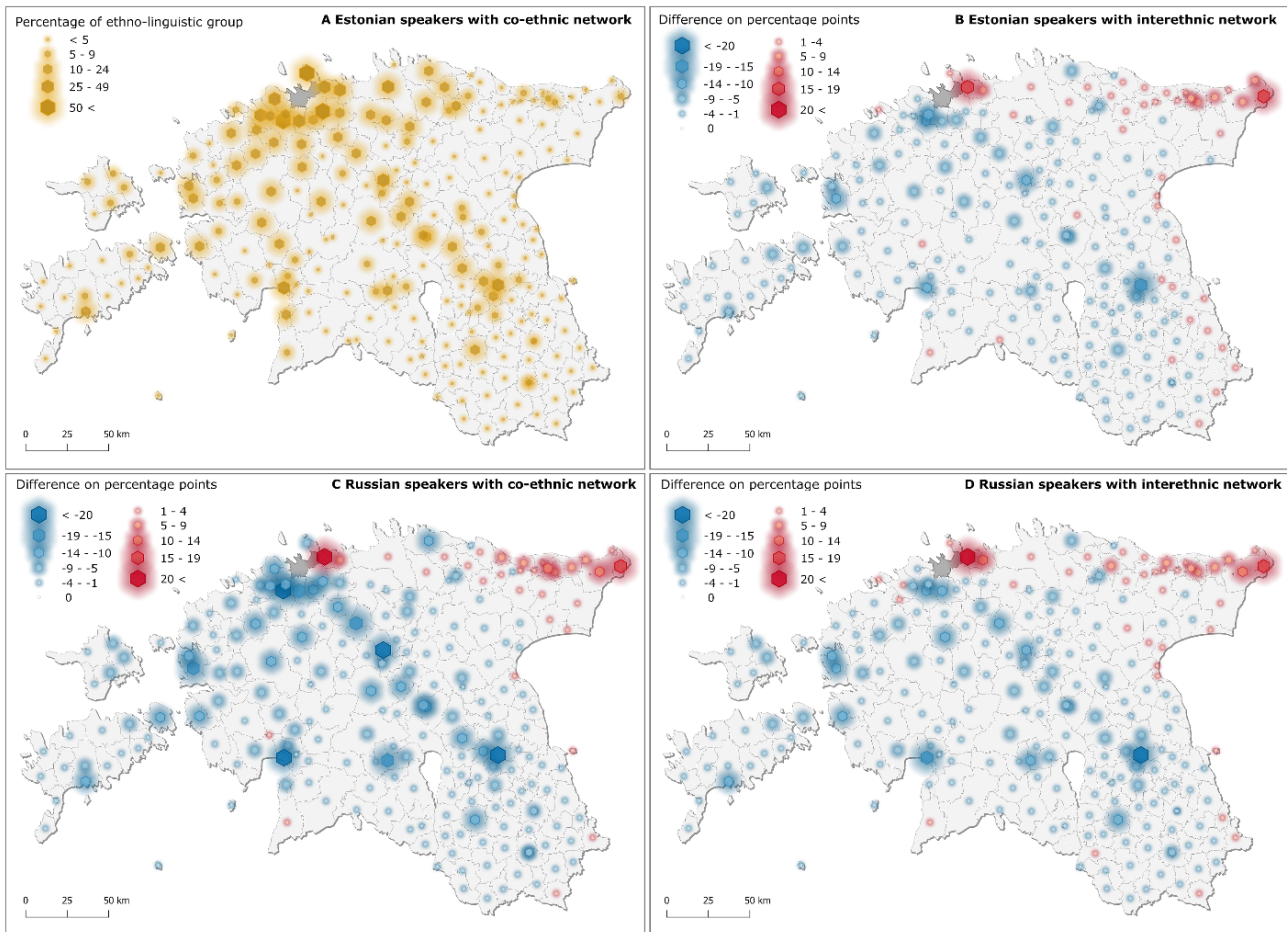 Percentage of ethno-linguistic group
A Estonian speakers with co-ethnic network
< 5
5 - 9
10 - 24
25 - 49
50 <
0 25 50 km
Difference on percentage points
B Estonian speakers with interethnic network
< -20
-19 - -15
-14 - -10
-9 - -5
-4 - -1
0
1 -4
5 - 9
10 - 14
15 - 19
20 <
0 25 50 km
Difference on percentage points
C Russian speakers with co-ethnic network
< -20
-19 - -15
-14 - -10
-9 - -5
-4 - -1
0
1 - 4
5 - 9
10 - 14
15 - 19
20 <
0 25 50 km
Difference on percentage points
D Russian speakers with interethnic network
< -20
-19 - -15
-14 - -10
-9 - -5
-4 - -1
0
1 - 4
5 - 9
10 - 14
15 - 19
20 <
0 25 50 km